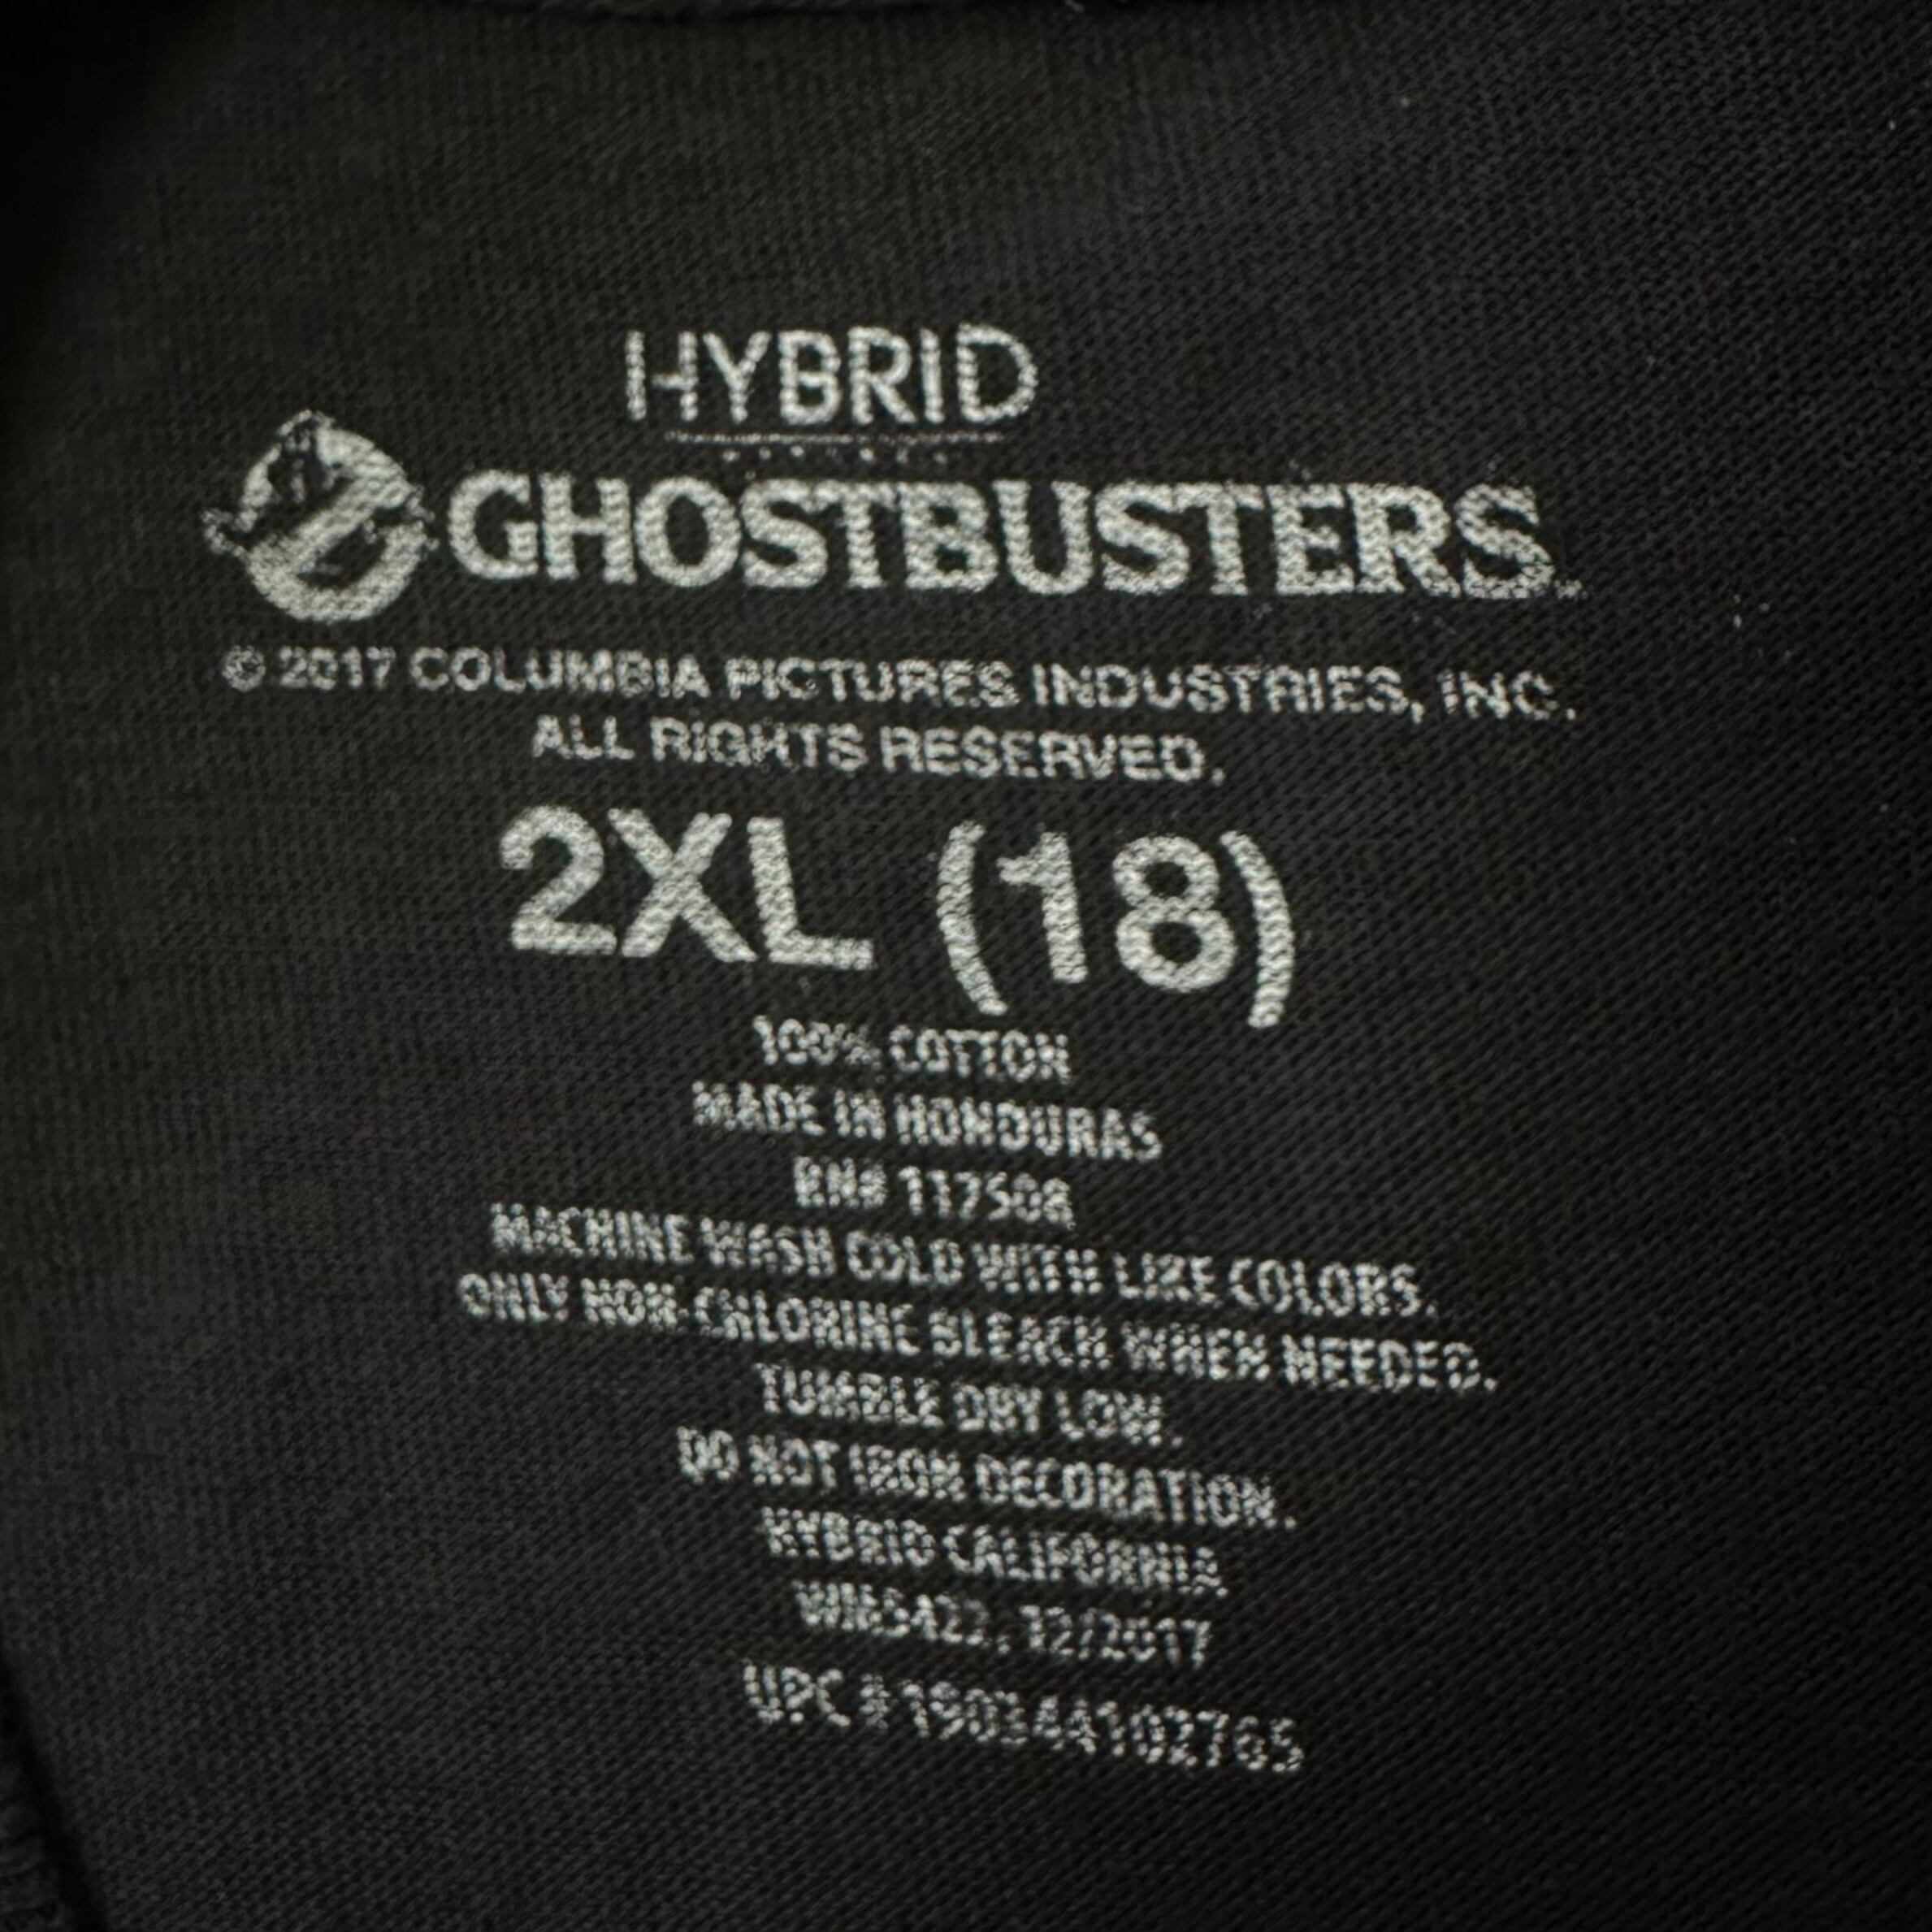 HYBRID
GHOSTBUSTERS™
© 2017 COLUMBIA PICTURES INDUSTRIES, INC.
ALL RIGHTS RESERVED.
2XL (18)
100% COTTON
MADE IN HONDURAS
RN# 117508
MACHINE WASH COLD WITH LIKE COLORS.
ONLY NON-CHLORINE BLEACH WHEN NEEDED.
TUMBLE DRY LOW.
DO NOT IRON DECORATION.
HYBRID CALIFORNIA
12/2017
UPC # 190344102765